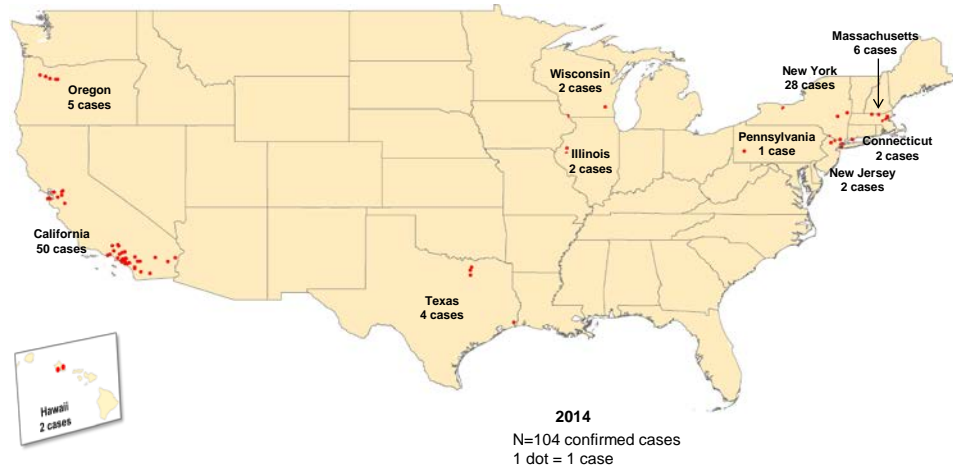 Massachusetts
6 cases
New York
28 cases
Wisconsin
2 cases
Oregon
5 cases
Pennsylvania
1 case
Connecticut
2 cases
Illinois
2 cases
New Jersey
2 cases
California
50 cases
Texas
4 cases
Hawaii
2 cases
2014
N=104 confirmed cases
1 dot = 1 case